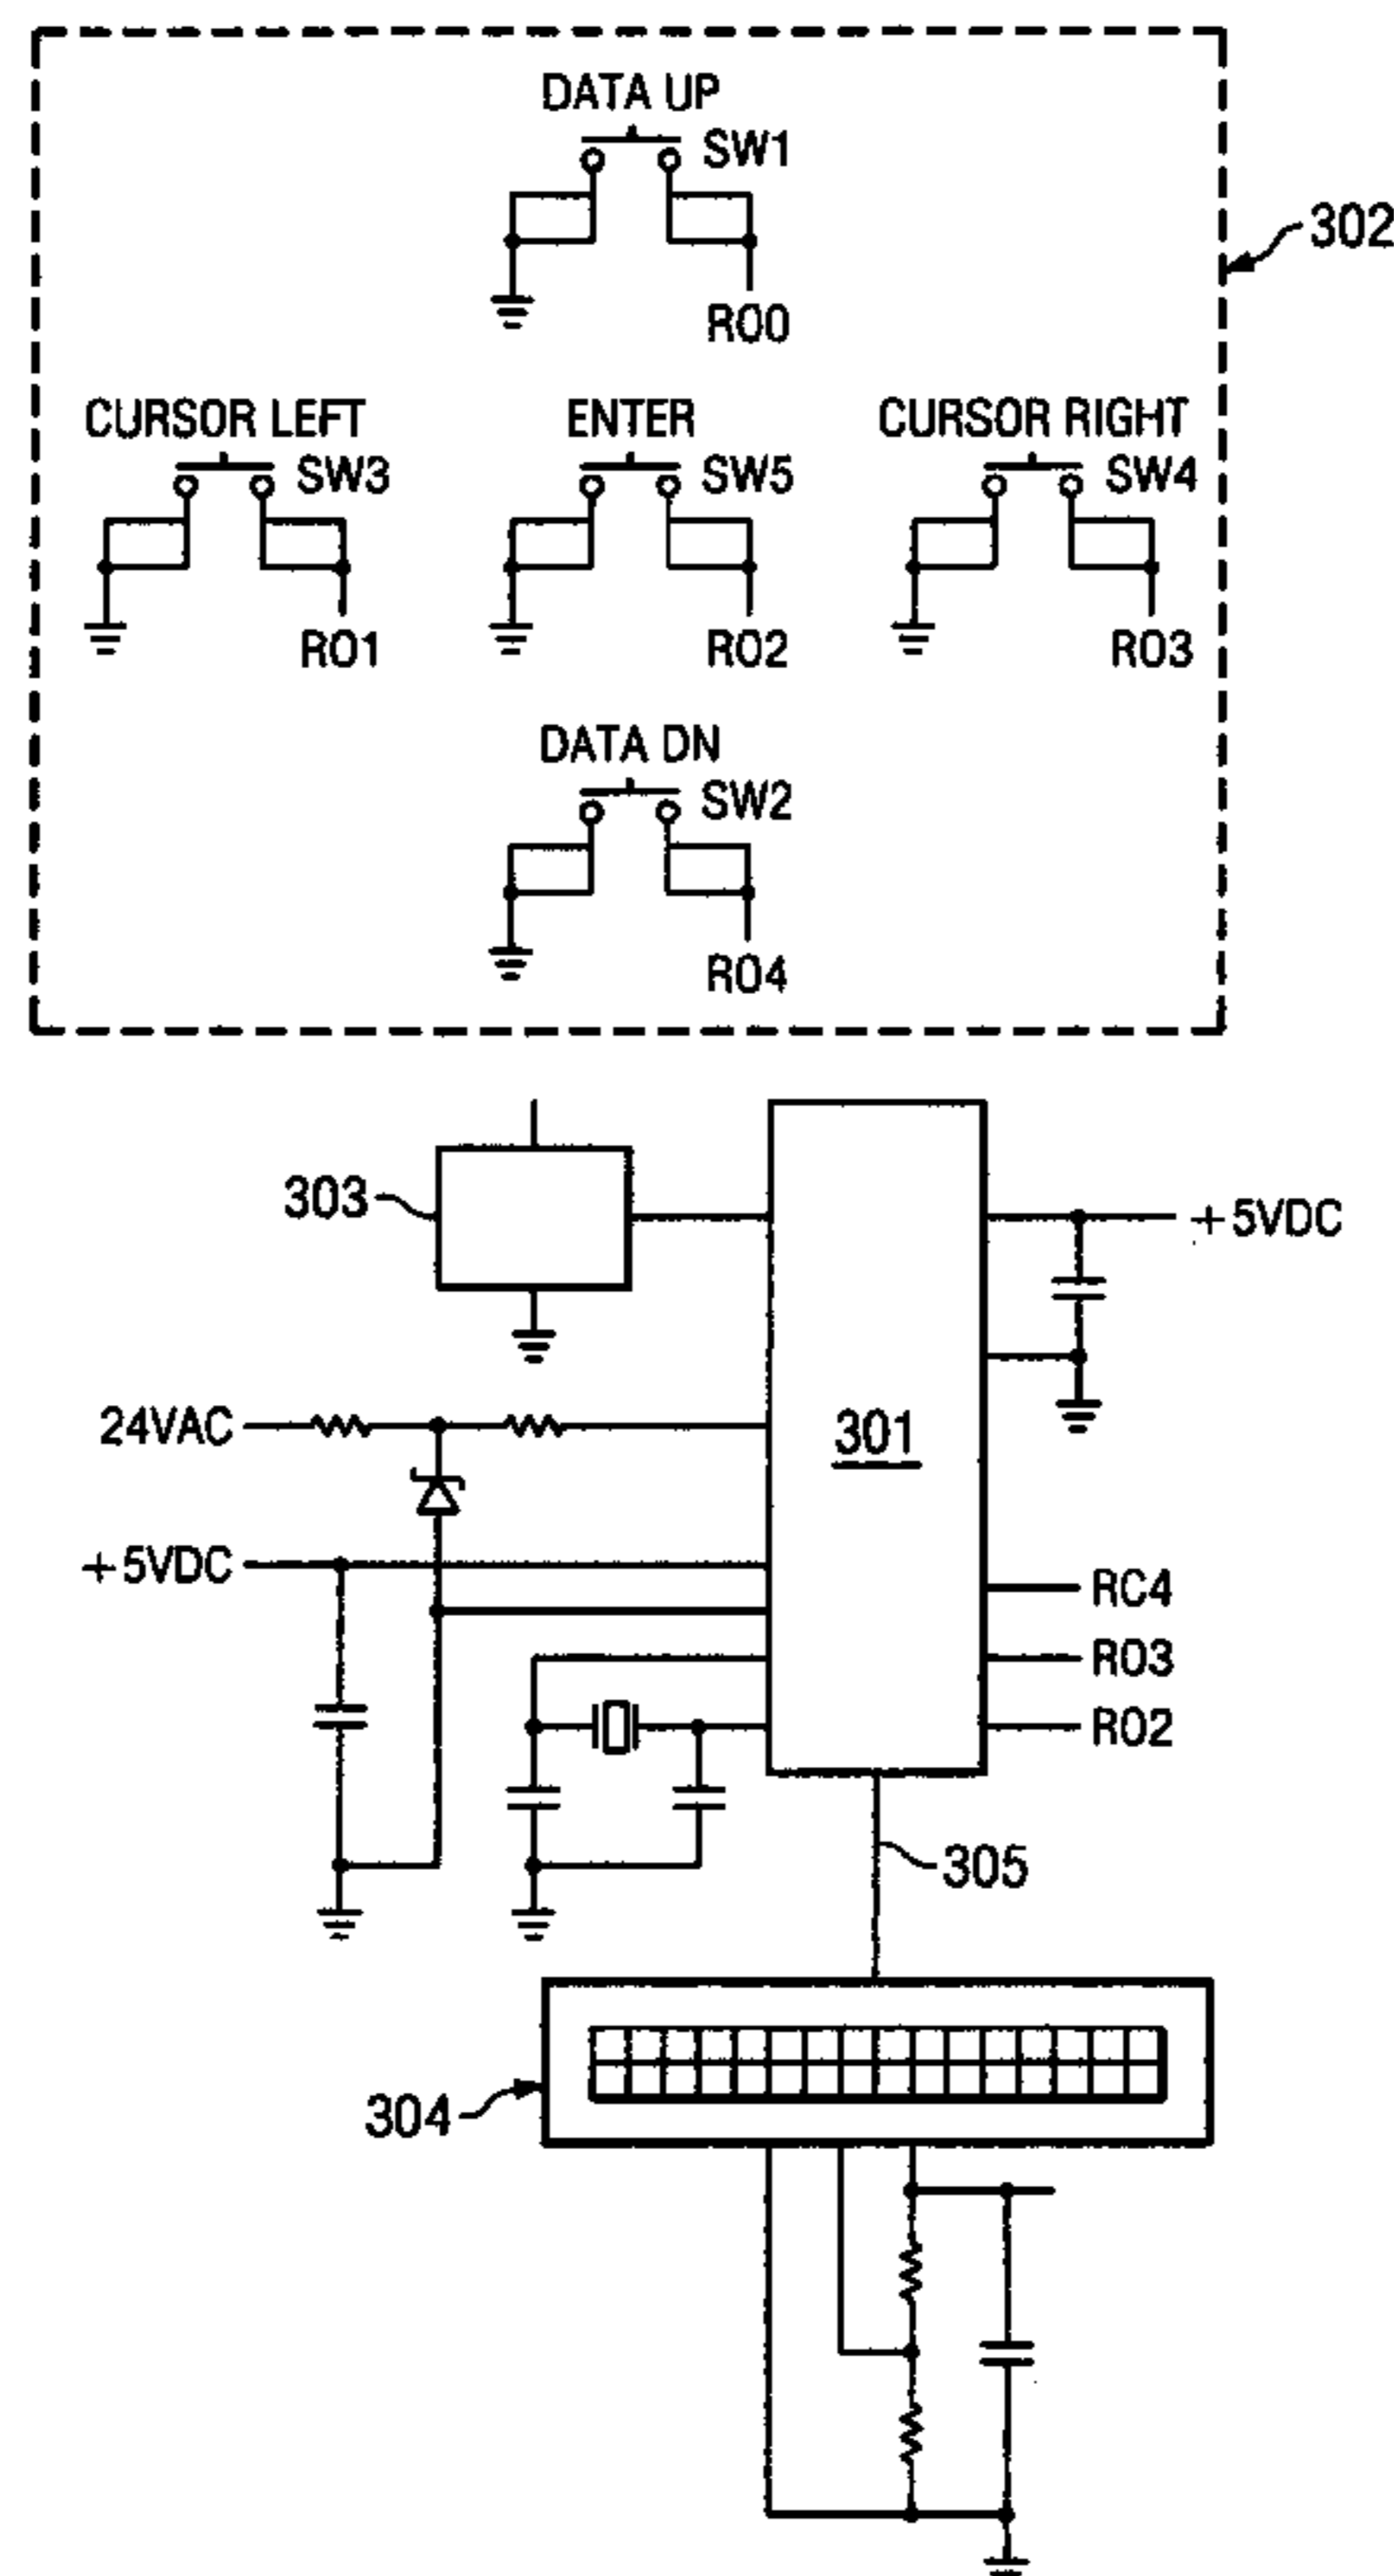 DATA UP
SW1
302
RO0
CURSOR LEFT
SW3
ENTER
SW5
CURSOR RIGHT
SW4
RO1
RO2
RO3
DATA DN
SW2
RO4
303
+5VDC
24VAC
301
+5VDC
RC4
RO3
RO2
305
304